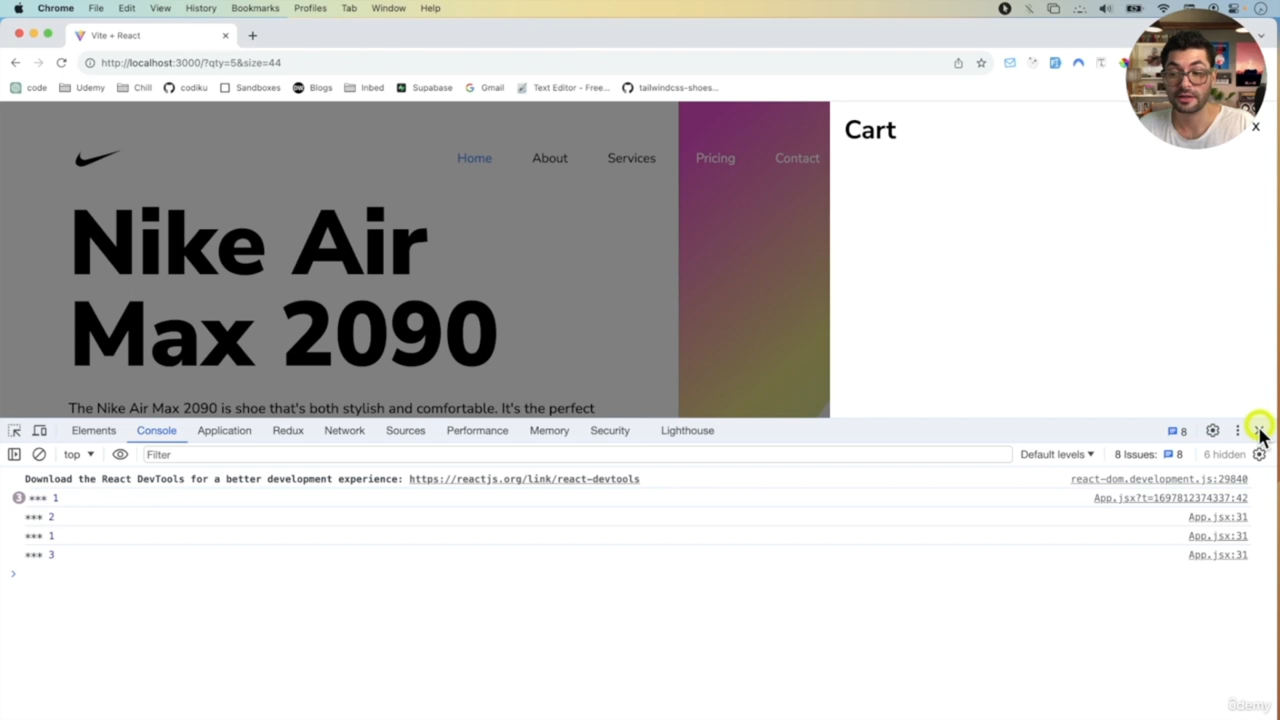 Chrome File Edit View History Bookmarks Profiles Tab Window Help
Vite + React
http://localhost:3000/?qty=5&size=44
code Udemy Chill codiku Sandboxes Blogs Inbed Supabase Gmail Text Editor - Free... tailwindcss-shoes...
Cart
X
Home About Services Pricing Contact
Nike Air
Max 2090
The Nike Air Max 2090 is shoe that's both stylish and comfortable. It's the perfect
Elements Console Application Redux Network Sources Performance Memory Security Lighthouse 8
top Filter Default levels 8 Issues: 8 6 hidden
Download the React DevTools for a better development experience: https://reactjs.org/link/react-devtools react-dom.development.js:29840
3 *** 1 App.jsx?t=1697812374337:42
*** 2 App.jsx:31
*** 1 App.jsx:31
*** 3 App.jsx:31
>
ûdemy